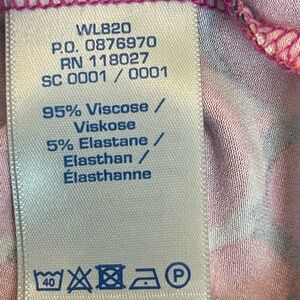 WL820
P.O. 0876970
RN 118027
SC 0001 / 0001
95% Viscose /
Viskose
5% Elastane /
Elasthan /
Élasthanne
40 P